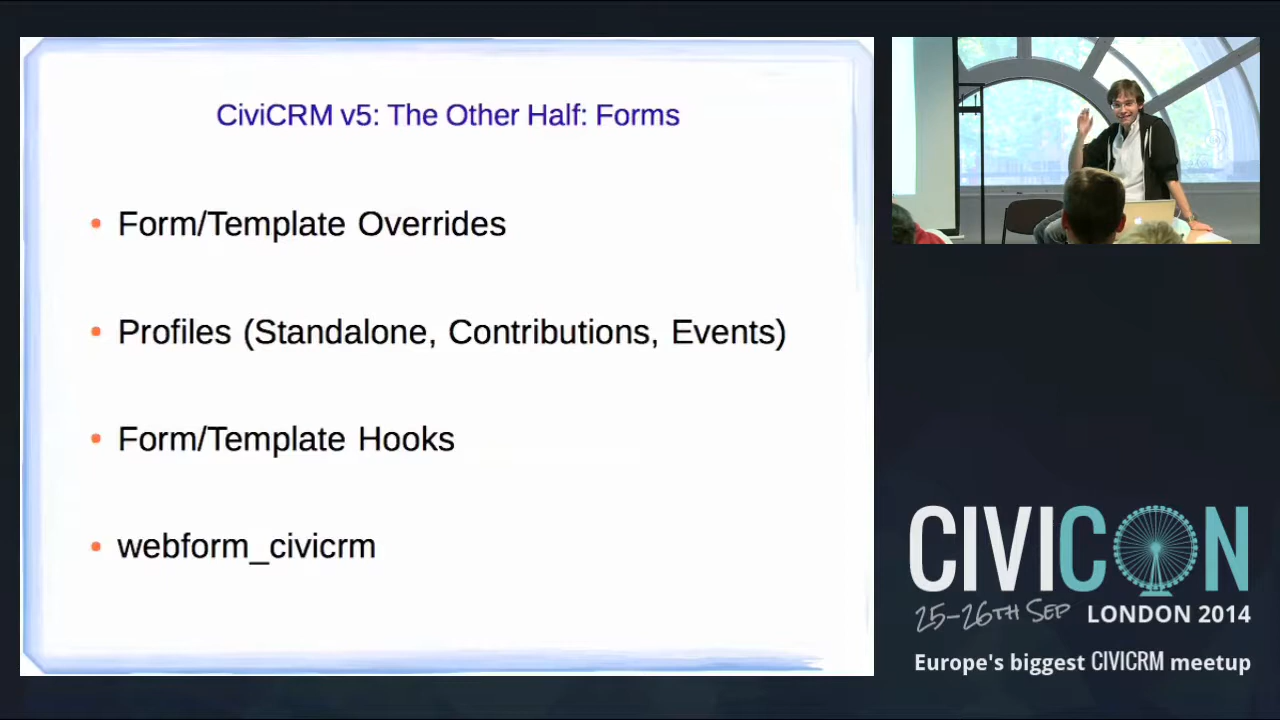 CiviCRM v5: The Other Half: Forms
• Form/Template Overrides
• Profiles (Standalone, Contributions, Events)
• Form/Template Hooks
• webform_civicrm
CIVICON
25-26TH SEP LONDON 2014
Europe's biggest CIVICRM meetup